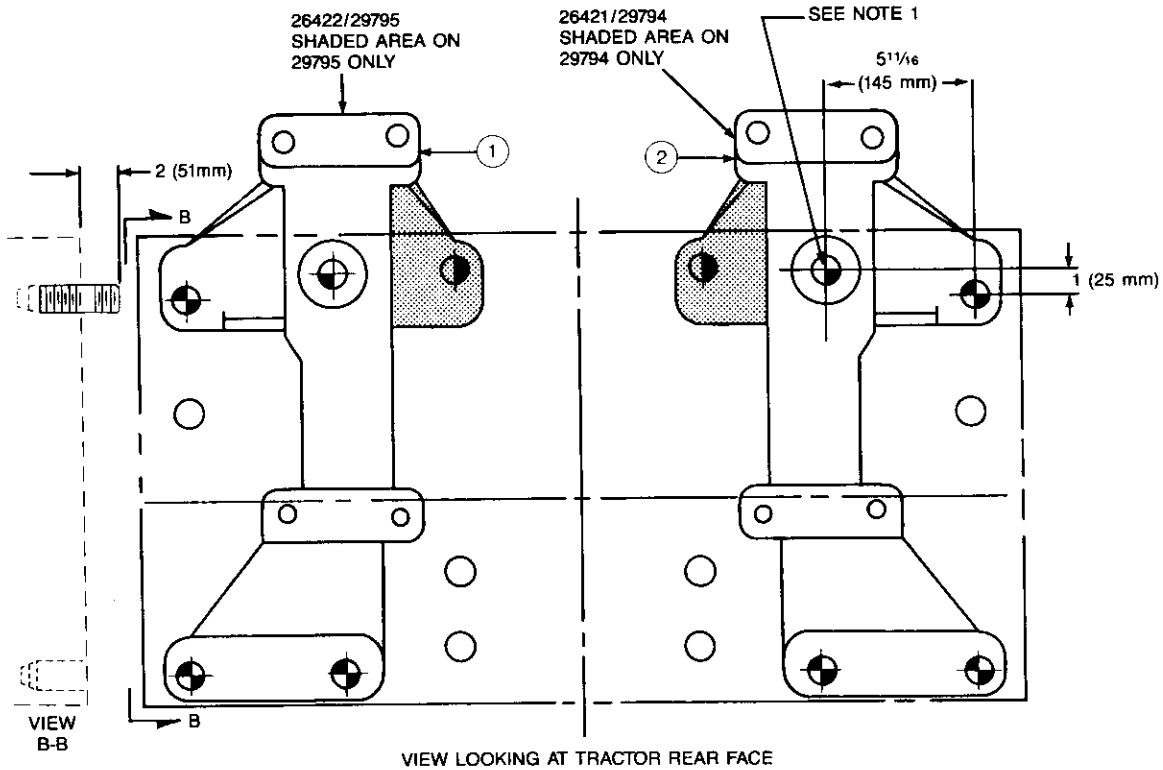 26422/29795
SHADED AREA ON
29795 ONLY
26421/29794
SHADED AREA ON
29794 ONLY
SEE NOTE 1
5 11/16
(145 mm)
1
2
2 (51mm)
B
1 (25 mm)
VIEW
B-B
B
VIEW LOOKING AT TRACTOR REAR FACE